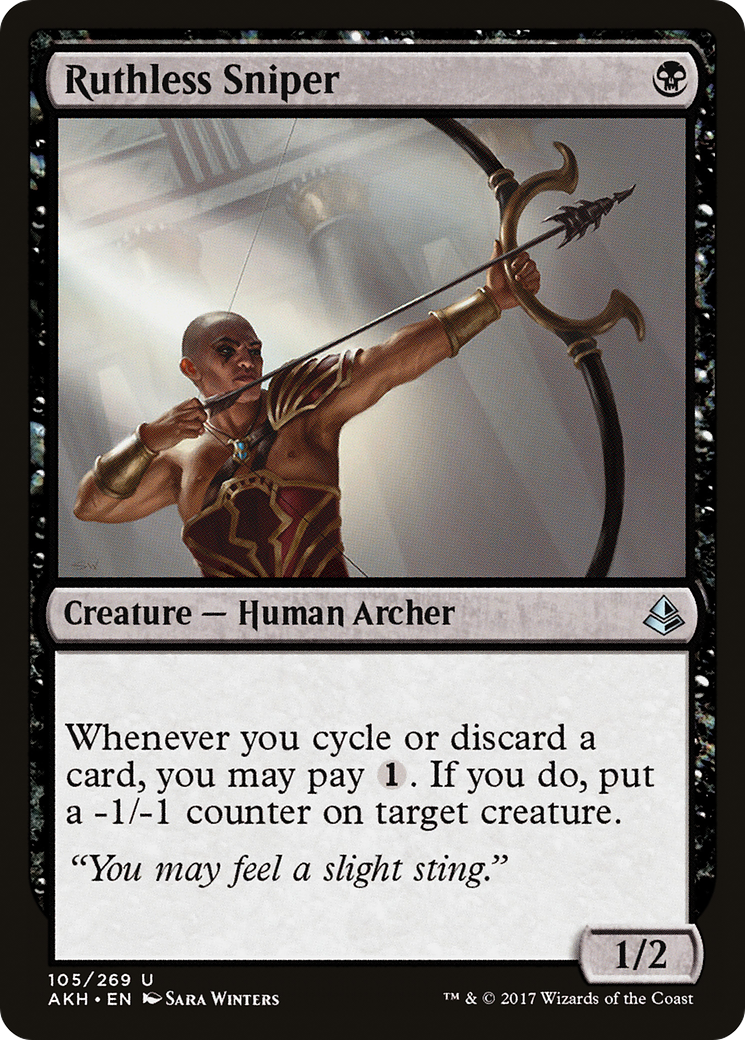 Ruthless Sniper
SW
Creature — Human Archer
Whenever you cycle or discard a
card, you may pay 1. If you do, put
a -1/-1 counter on target creature.
“You may feel a slight sting.”
1/2
105/269 U
AKH • EN Sara Winters
™ & © 2017 Wizards of the Coast